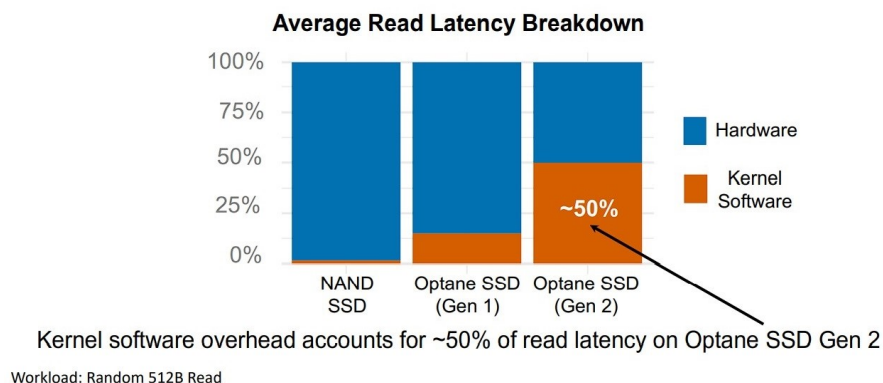 Average Read Latency Breakdown
100%
75%
50%
25%
0%
~50%
Hardware
Kernel
Software
NAND
SSD
Optane SSD
(Gen 1)
Optane SSD
(Gen 2)
Kernel software overhead accounts for ~50% of read latency on Optane SSD Gen 2
Workload: Random 512B Read